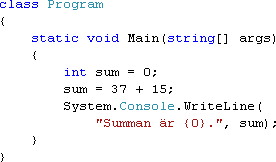 class Program
{
    static void Main(string[] args)
    {
        int sum = 0;
        sum = 37 + 15;
        System.Console.WriteLine(
            "Summan är {0}.", sum);
    }
}